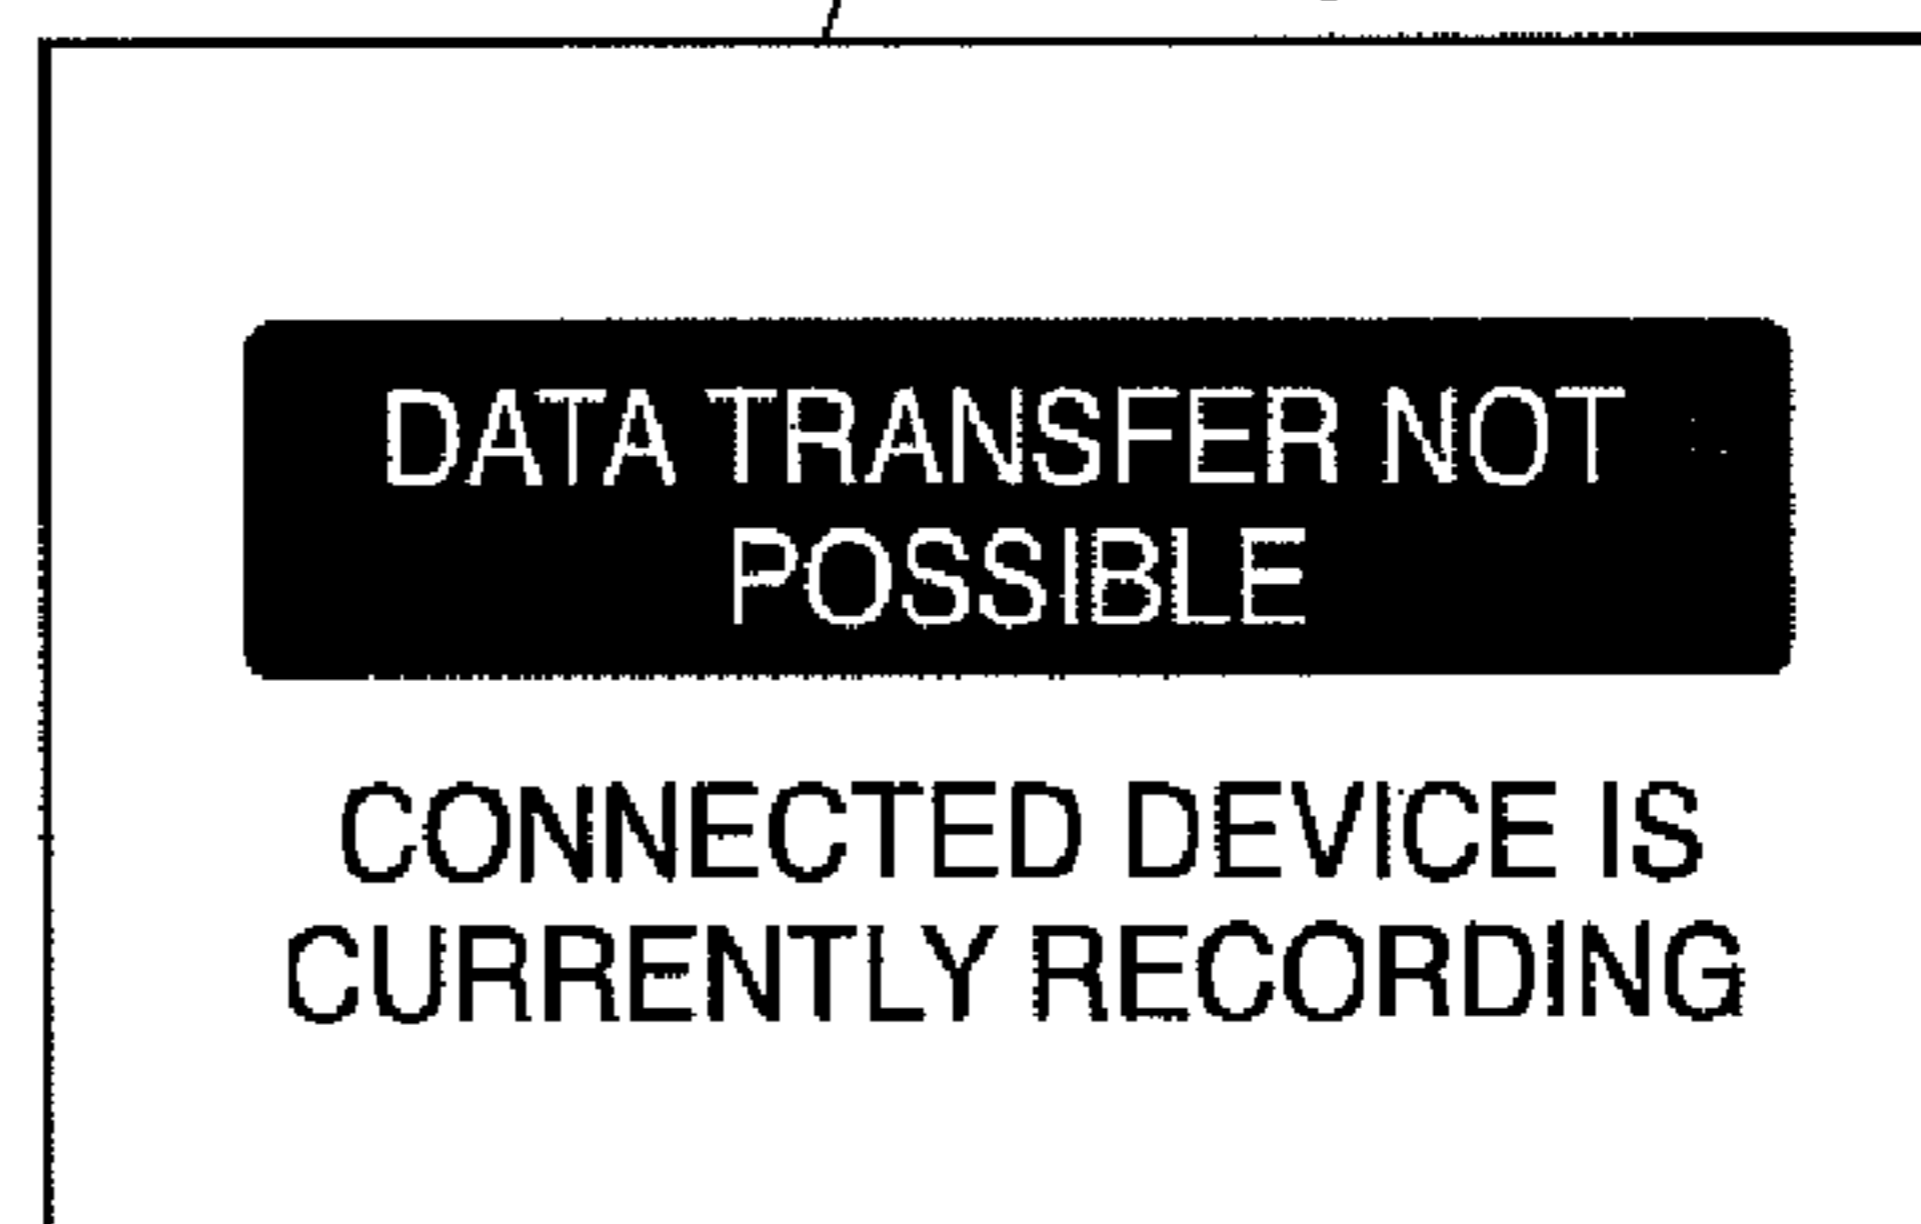 DATA TRANSFER NOT
POSSIBLE
CONNECTED DEVICE IS
CURRENTLY RECORDING